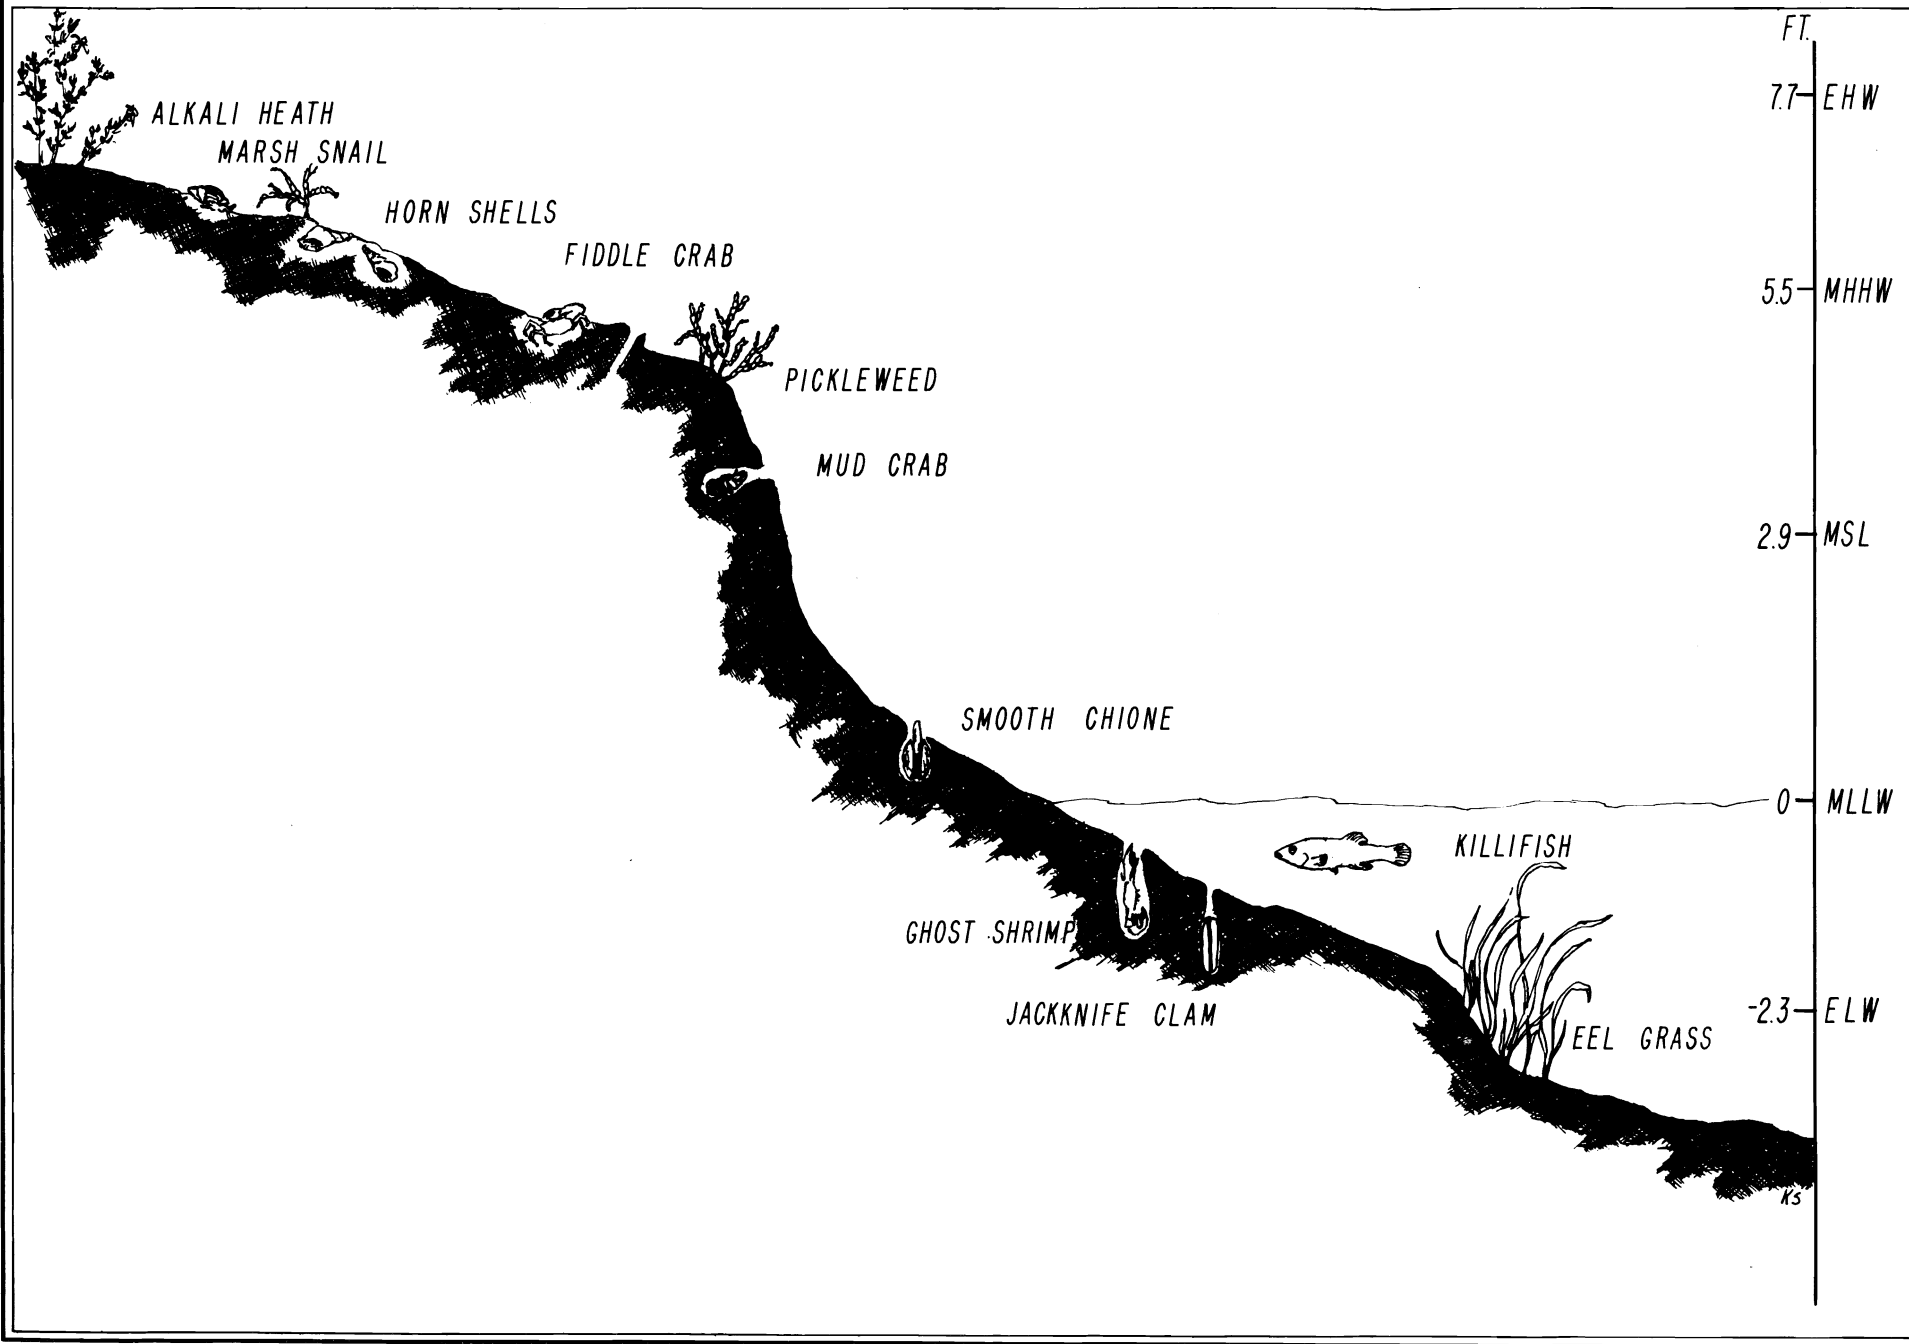 FT.
7.7 EHW
ALKALI HEATH
MARSH SNAIL
HORN SHELLS
FIDDLE CRAB
5.5 MHHW
PICKLEWEED
MUD CRAB
2.9 MSL
SMOOTH CHIONE
0 MLLW
KILLIFISH
GHOST SHRIMP
JACKKNIFE CLAM
-2.3 ELW
EEL GRASS
KS